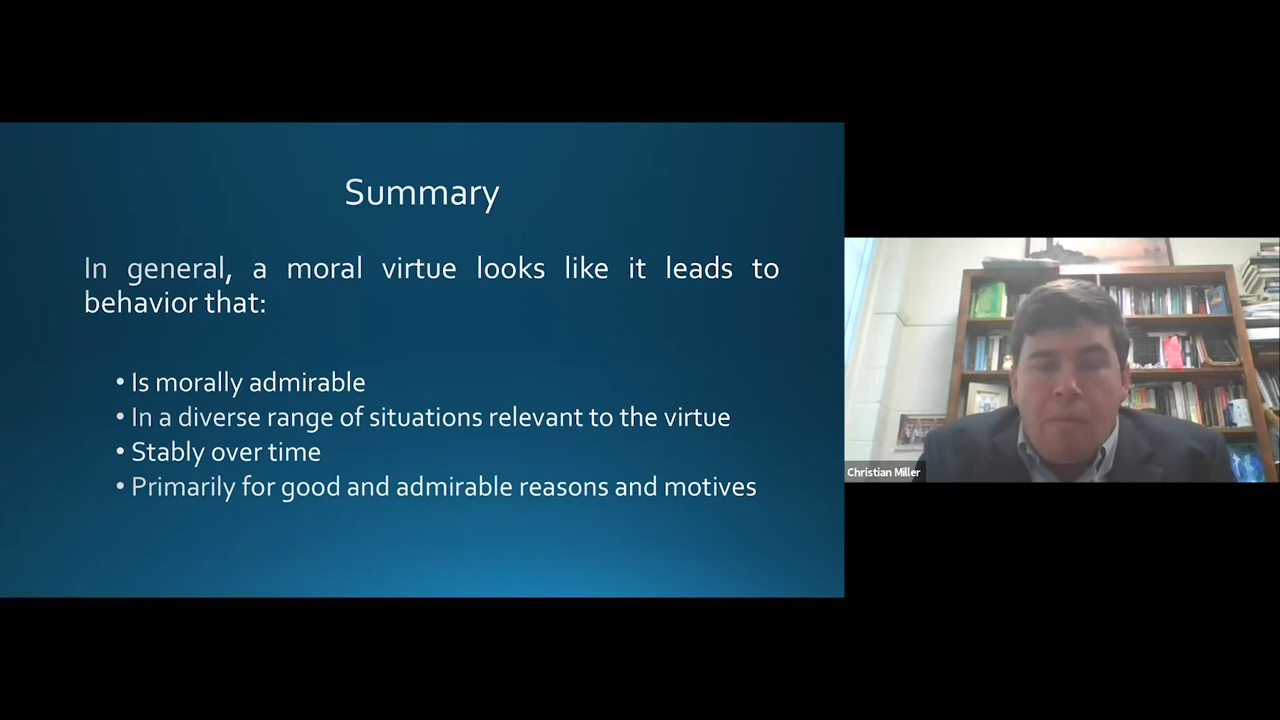 Summary
In general, a moral virtue looks like it leads to
behavior that:
• Is morally admirable
• In a diverse range of situations relevant to the virtue
• Stably over time
• Primarily for good and admirable reasons and motives
Christian Miller